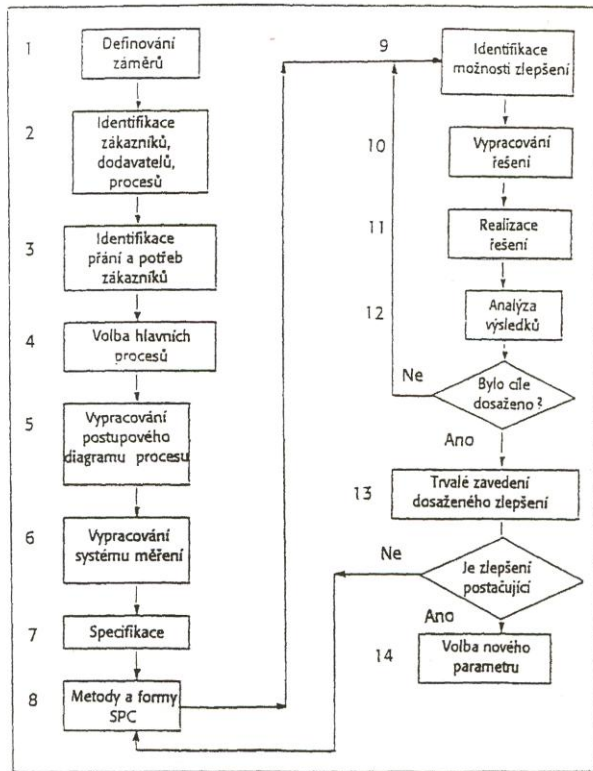 1
Definování
záměrů
2
Identifikace
zákazníků,
dodavatelů,
procesů
3
Identifikace
přání a potřeb
zákazníků
4
Volba hlavních
procesů
5
Vypracování
postupového
diagramu procesu
6
Vypracování
systému měření
7
Specifikace
8
Metody a formy
SPC
9
Identifikace
možnosti zlepšení
10
Vypracování
řešení
11
Realizace
řešení
12
Analýza
výsledků
Ne
Bylo cíle
dosaženo?
Ano
13
Trvalé zavedení
dosaženého zlepšení
Ne
Je zlepšení
postačující
Ano
14
Volba nového
parametru